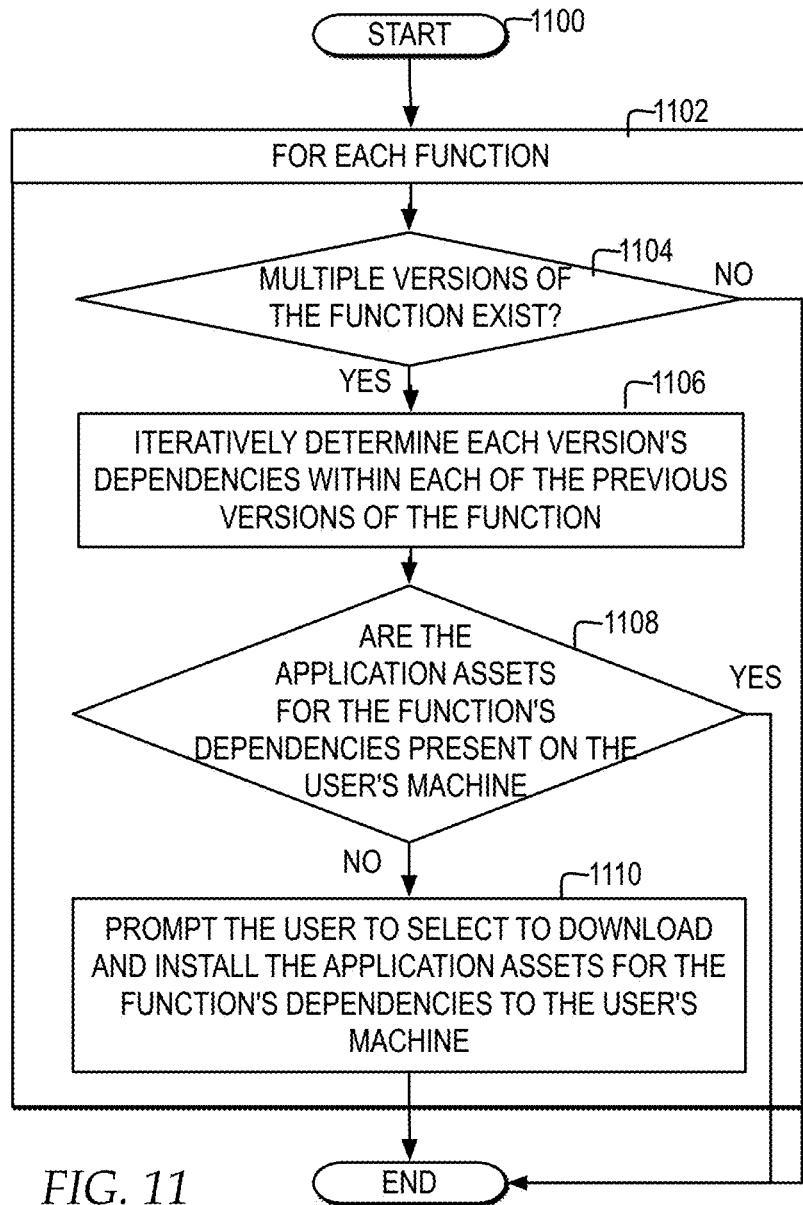 START
1100
1102
FOR EACH FUNCTION
1104
MULTIPLE VERSIONS OF
THE FUNCTION EXIST?
NO
YES
1106
ITERATIVELY DETERMINE EACH VERSION'S
DEPENDENCIES WITHIN EACH OF THE PREVIOUS
VERSIONS OF THE FUNCTION
1108
ARE THE
APPLICATION ASSETS
FOR THE FUNCTION'S
DEPENDENCIES PRESENT ON THE
USER'S MACHINE
YES
NO
1110
PROMPT THE USER TO SELECT TO DOWNLOAD
AND INSTALL THE APPLICATION ASSETS FOR THE
FUNCTION'S DEPENDENCIES TO THE USER'S
MACHINE
END
FIG. 11